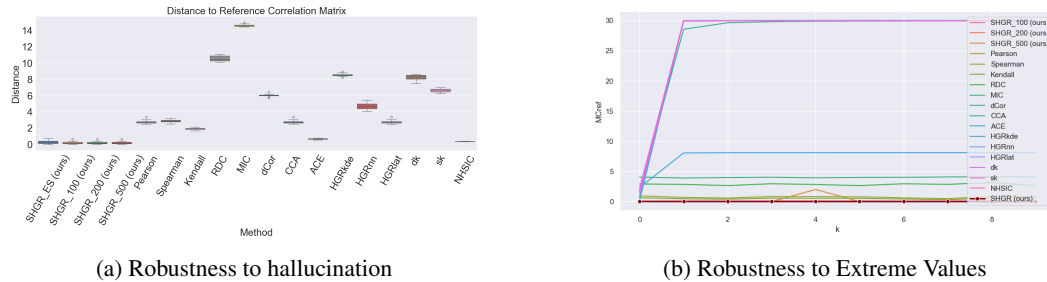 Distance to Reference Correlation Matrix
Distance
14
12
10
8
6
4
2
0
SHGR_ES (ours)
SHGR_100 (ours)
SHGR_200 (ours)
SHGR_500 (ours)
Pearson
Spearman
Kendall
RDC
MIC
dCor
CCA
ACE
HGRkde
HGRnn
HGRlat
dk
sk
NHSIC
Method
(a) Robustness to hallucination
MCref
30
25
20
15
10
5
0
0
2
4
6
8
k
SHGR_100 (ours
SHGR_200 (ours
SHGR_500 (ours
Pearson
Spearman
Kendall
RDC
MIC
dCor
CCA
ACE
HGRkde
HGRnn
HGRlat
dk
sk
NHSIC
SHGR (ours)
(b) Robustness to Extreme Values